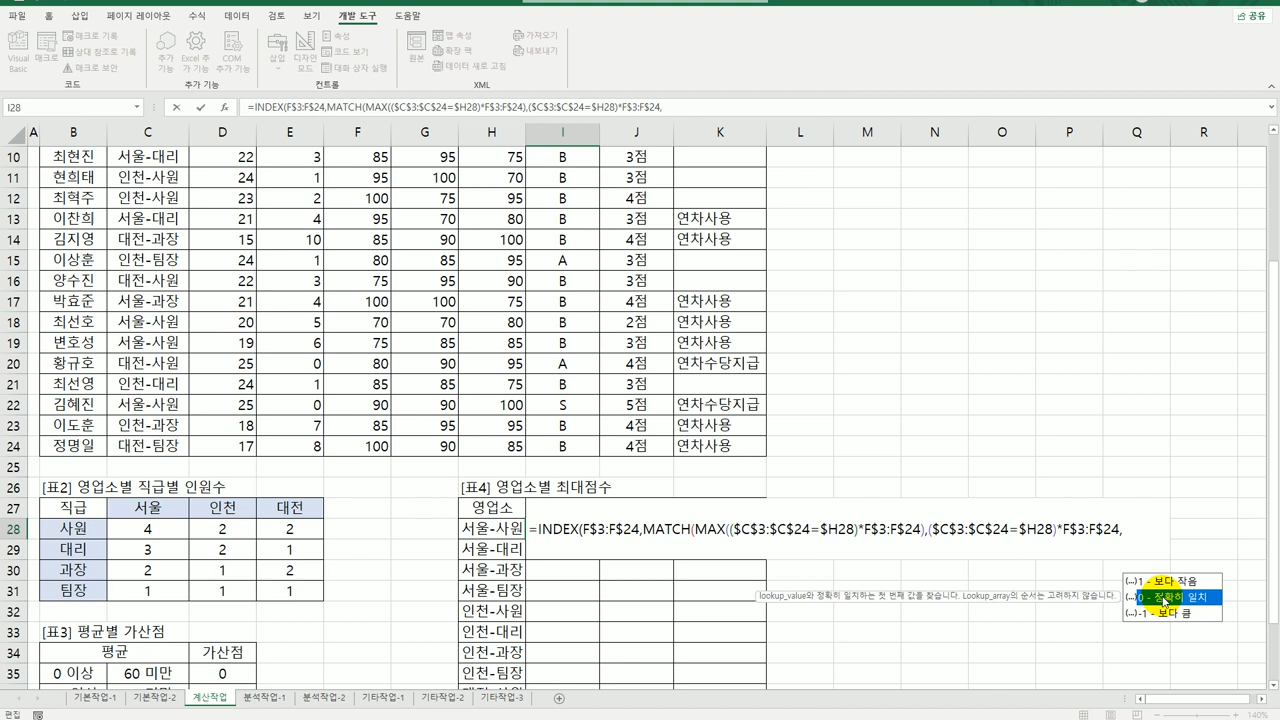 파일 홈 삽입 페이지 레이아웃 수식 데이터 검토 보기 개발 도구 도움말 공유
Visual Basic 매크로 매크로 기록 상대 참조로 기록 매크로 보안 추가 기능 Excel 추가 기능 COM 추가 기능 삽입 디자인 모드 속성 코드 보기 대화 상자 실행 원본 맵 속성 확장 팩 데이터 새로 고침 가져오기 내보내기
코드 추가 기능 컨트롤 XML
I28 fx =INDEX(F$3:F$24,MATCH(MAX(($C$3:$C$24=$H28)*F$3:F$24),($C$3:$C$24=$H28)*F$3:F$24,
A B C D E F G H I J K L M N O P Q R
10 최현진 서울-대리 22 3 85 95 75 B 3점
11 현희태 인천-사원 24 1 95 100 70 B 3점
12 최혁주 인천-사원 23 2 100 75 95 B 4점
13 이찬희 서울-대리 21 4 95 70 80 B 3점 연차사용
14 김지영 대전-과장 15 10 85 90 100 B 4점 연차사용
15 이상훈 인천-팀장 24 1 80 85 95 A 3점
16 양수진 대전-사원 22 3 75 95 90 B 3점
17 박효준 서울-과장 21 4 100 100 75 B 4점 연차사용
18 최선호 서울-사원 20 5 70 70 80 B 2점 연차사용
19 변호성 서울-사원 19 6 75 85 85 B 3점 연차사용
20 황규호 대전-사원 25 0 80 90 95 A 4점 연차수당지급
21 최선영 인천-대리 24 1 85 85 75 B 3점
22 김혜진 서울-사원 25 0 90 90 100 S 5점 연차수당지급
23 이도훈 인천-과장 18 7 85 95 95 B 4점 연차사용
24 정명일 대전-팀장 17 8 100 90 85 B 4점 연차사용
25
26 [표2] 영업소별 직급별 인원수 [표4] 영업소별 최대점수
27 직급 서울 인천 대전 영업소
28 사원 4 2 2 서울-사원 =INDEX(F$3:F$24,MATCH(MAX(($C$3:$C$24=$H28)*F$3:F$24),($C$3:$C$24=$H28)*F$3:F$24,
29 대리 3 2 1 서울-대리
30 과장 2 1 2 서울-과장
(...)1 - 보다 작음
lookup_value와 정확히 일치하는 첫 번째 값을 찾습니다. Lookup_array의 순서는 고려하지 않습니다. (...)0 - 정확히 일치
(...)-1 - 보다 큼
31 팀장 1 1 1 서울-팀장
32 인천-사원
33 [표3] 평균별 가산점 인천-대리
34 평균 가산점 인천-과장
35 0 이상 60 미만 0 인천-팀장
기본작업-1 기본작업-2 계산작업 분석작업-1 분석작업-2 기타작업-1 기타작업-2 기타작업-3
편집 140%